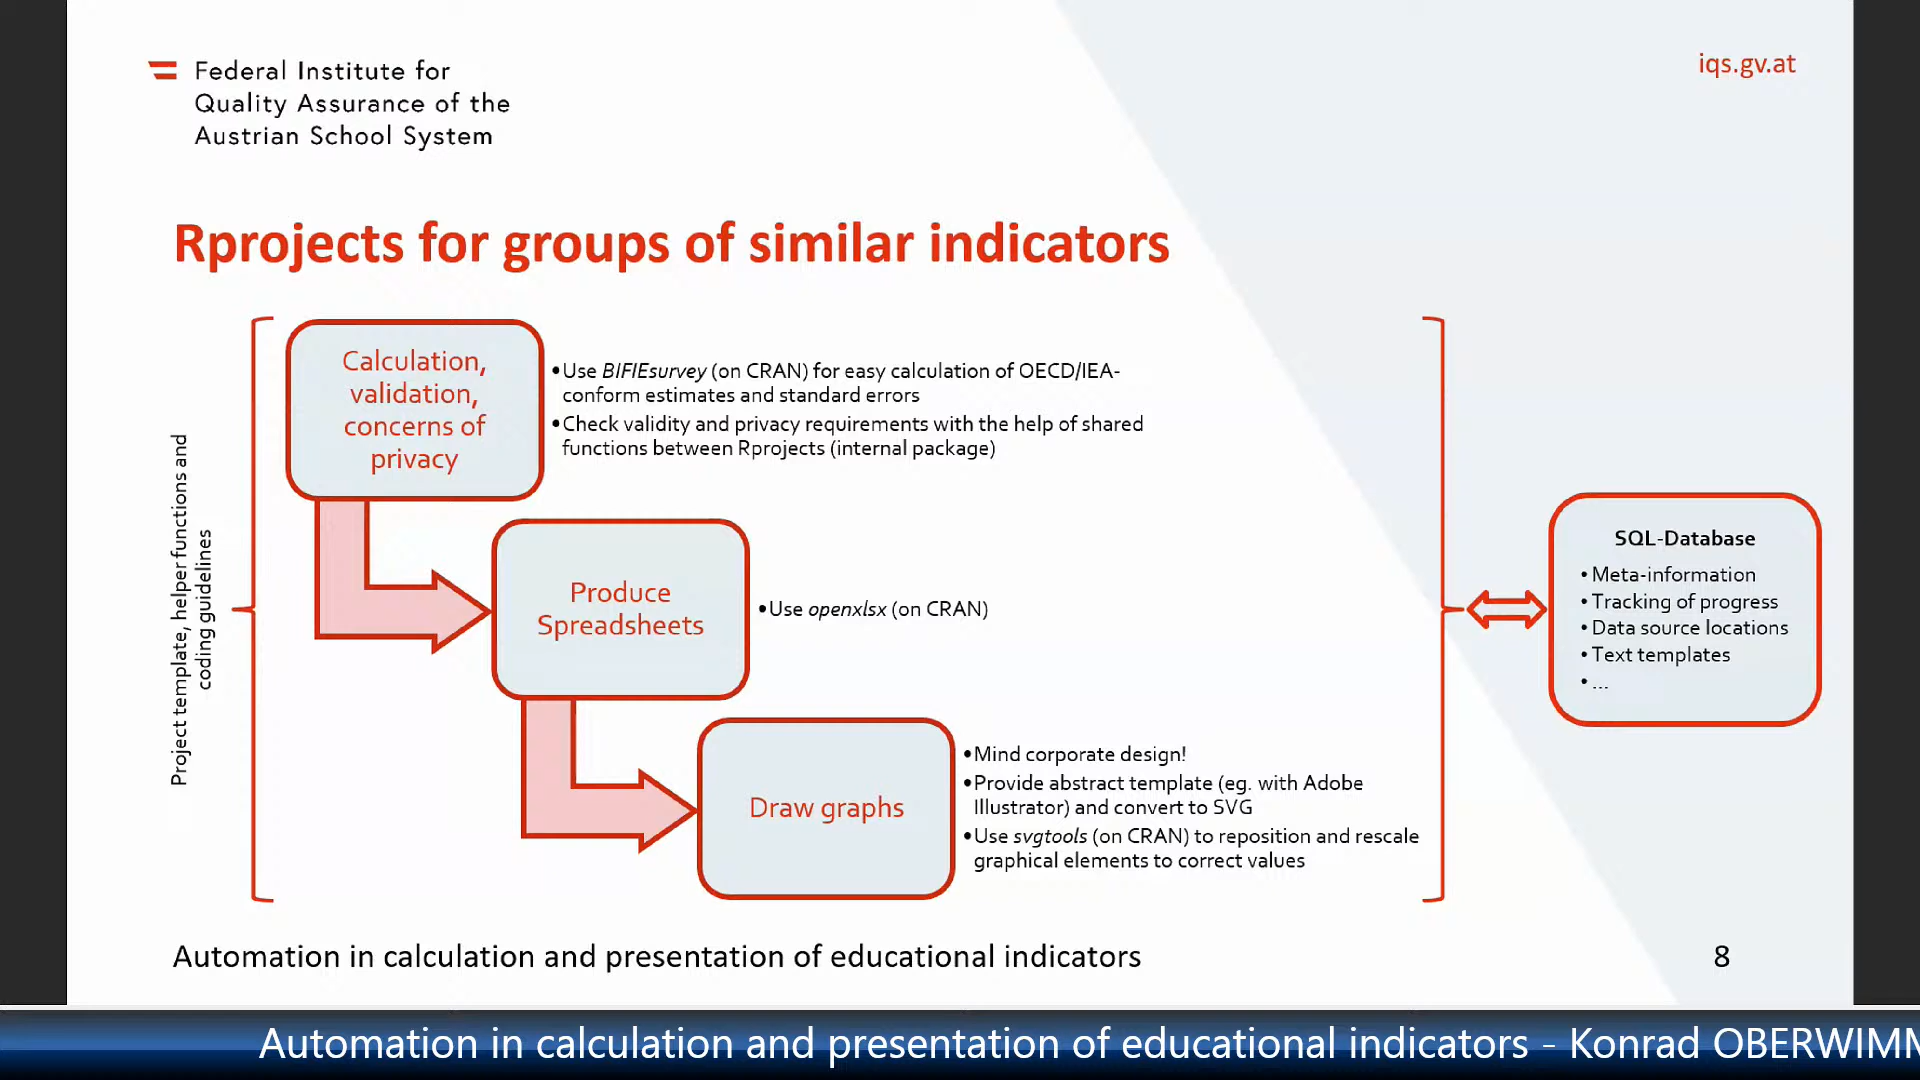 Federal Institute for
Quality Assurance of the
Austrian School System
iqs.gv.at
Rprojects for groups of similar indicators
Project template, helper functions and
coding guidelines
Calculation,
validation,
concerns of
privacy
•Use BIFIEsurvey (on CRAN) for easy calculation of OECD/IEA-
conform estimates and standard errors
•Check validity and privacy requirements with the help of shared
functions between Rprojects (internal package)
Produce
Spreadsheets
•Use openxlsx (on CRAN)
Draw graphs
•Mind corporate design!
•Provide abstract template (eg. with Adobe
Illustrator) and convert to SVG
•Use svgtools (on CRAN) to reposition and rescale
graphical elements to correct values
SQL-Database
• Meta-information
• Tracking of progress
• Data source locations
• Text templates
• ...
Automation in calculation and presentation of educational indicators
8
Automation in calculation and presentation of educational indicators - Konrad OBERWIMM